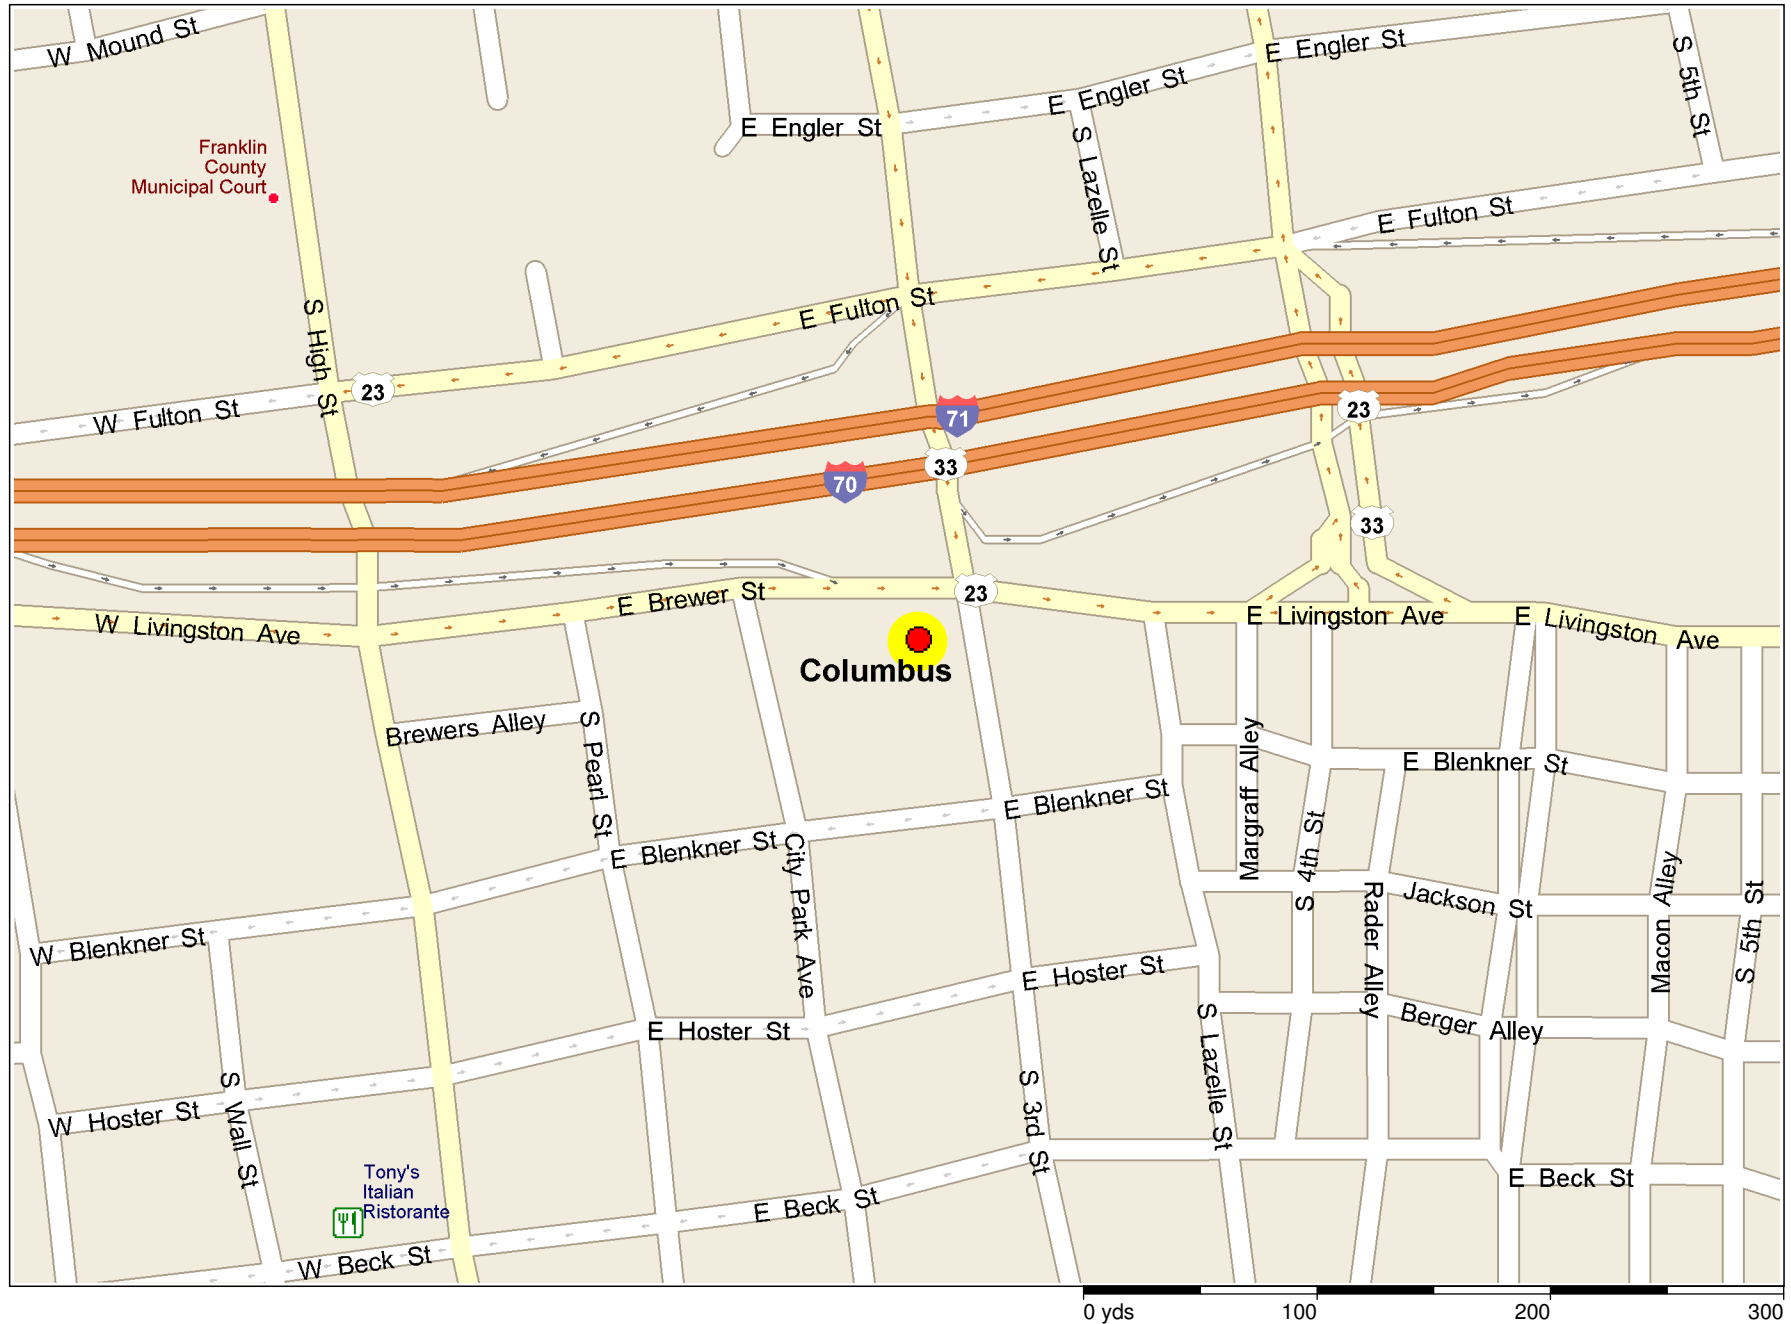 W Mound St
E Engler St
E Engler St
E Engler St
S 5th St
Franklin
County
Municipal Court
S Lazelle St
E Fulton St
E Fulton St
S High St
23
W Fulton St
71
23
33
70
33
23
E Brewer St
W Livingston Ave
E Livingston Ave
E Livingston Ave
Columbus
Brewers Alley
S Pearl St
Margraff Alley
E Blenkner St
E Blenkner St
E Blenkner St
City Park Ave
S 4th St
Rader Alley
Jackson St
Macon Alley
S 5th St
W Blenkner St
E Hoster St
E Hoster St
S Lazelle St
Berger Alley
S Wall St
W Hoster St
S 3rd St
Tony's
Italian
Ristorante
E Beck St
E Beck St
W Beck St
0 yds
100
200
300